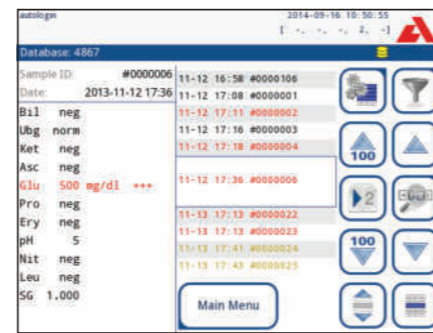 autologin
2014-09-16 10:50:55
[ -, -, -, 2, -]
Database: 4867
Sample ID: #0000006
Date: 2013-11-12 17:36
Bil neg
Ubg norm
Ket neg
Asc neg
Glu 500 mg/dl +++
Pro neg
Ery neg
pH 5
Nit neg
Leu neg
SG 1.000
11-12 16:58 #0000106
11-12 17:08 #0000001
11-12 17:11 #0000002
11-12 17:16 #0000003
11-12 17:18 #0000004
11-12 17:36 #0000006
11-13 17:13 #0000022
11-13 17:13 #0000023
11-13 17:41 #0000024
11-13 17:43 #0000025
Main Menu
100
2
100